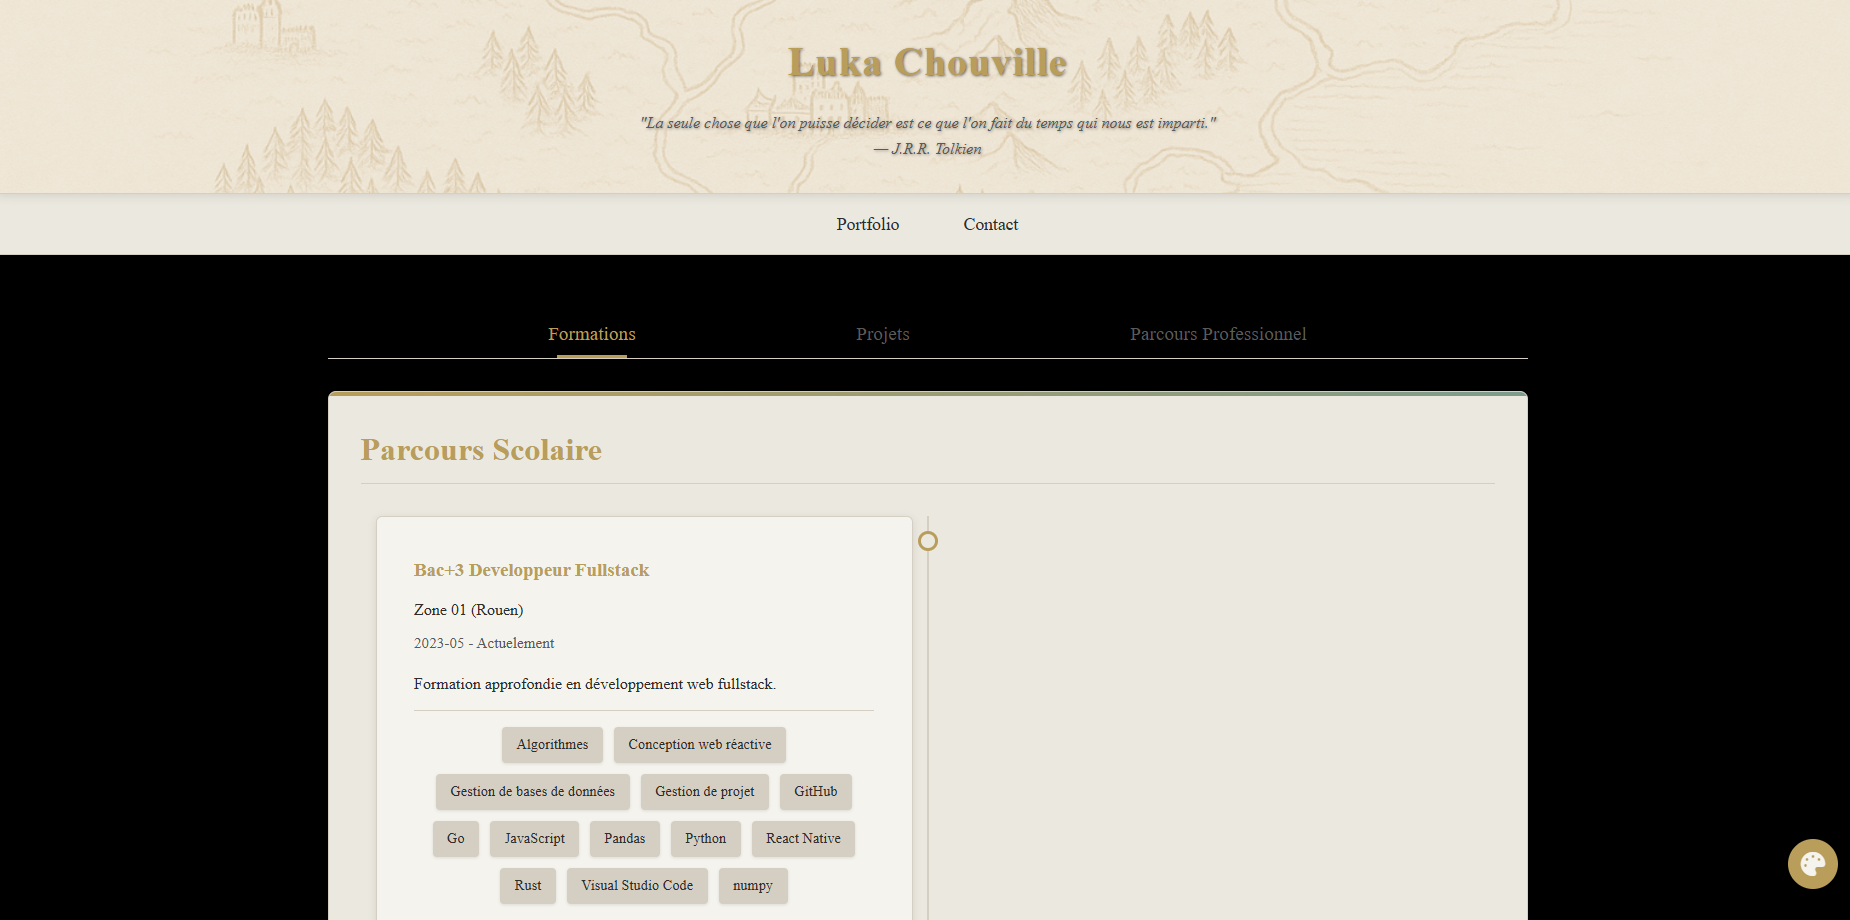 Luka Chouville
"La seule chose que l'on puisse décider est ce que l'on fait du temps qui nous est imparti."
— J.R.R. Tolkien
Portfolio
Contact
Formations
Projets
Parcours Professionnel
Parcours Scolaire
Bac+3 Developpeur Fullstack
Zone 01 (Rouen)
2023-05 - Actuelement
Formation approfondie en développement web fullstack.
Algorithmes
Conception web réactive
Gestion de bases de données
Gestion de projet
GitHub
Go
JavaScript
Pandas
Python
React Native
Rust
Visual Studio Code
numpy